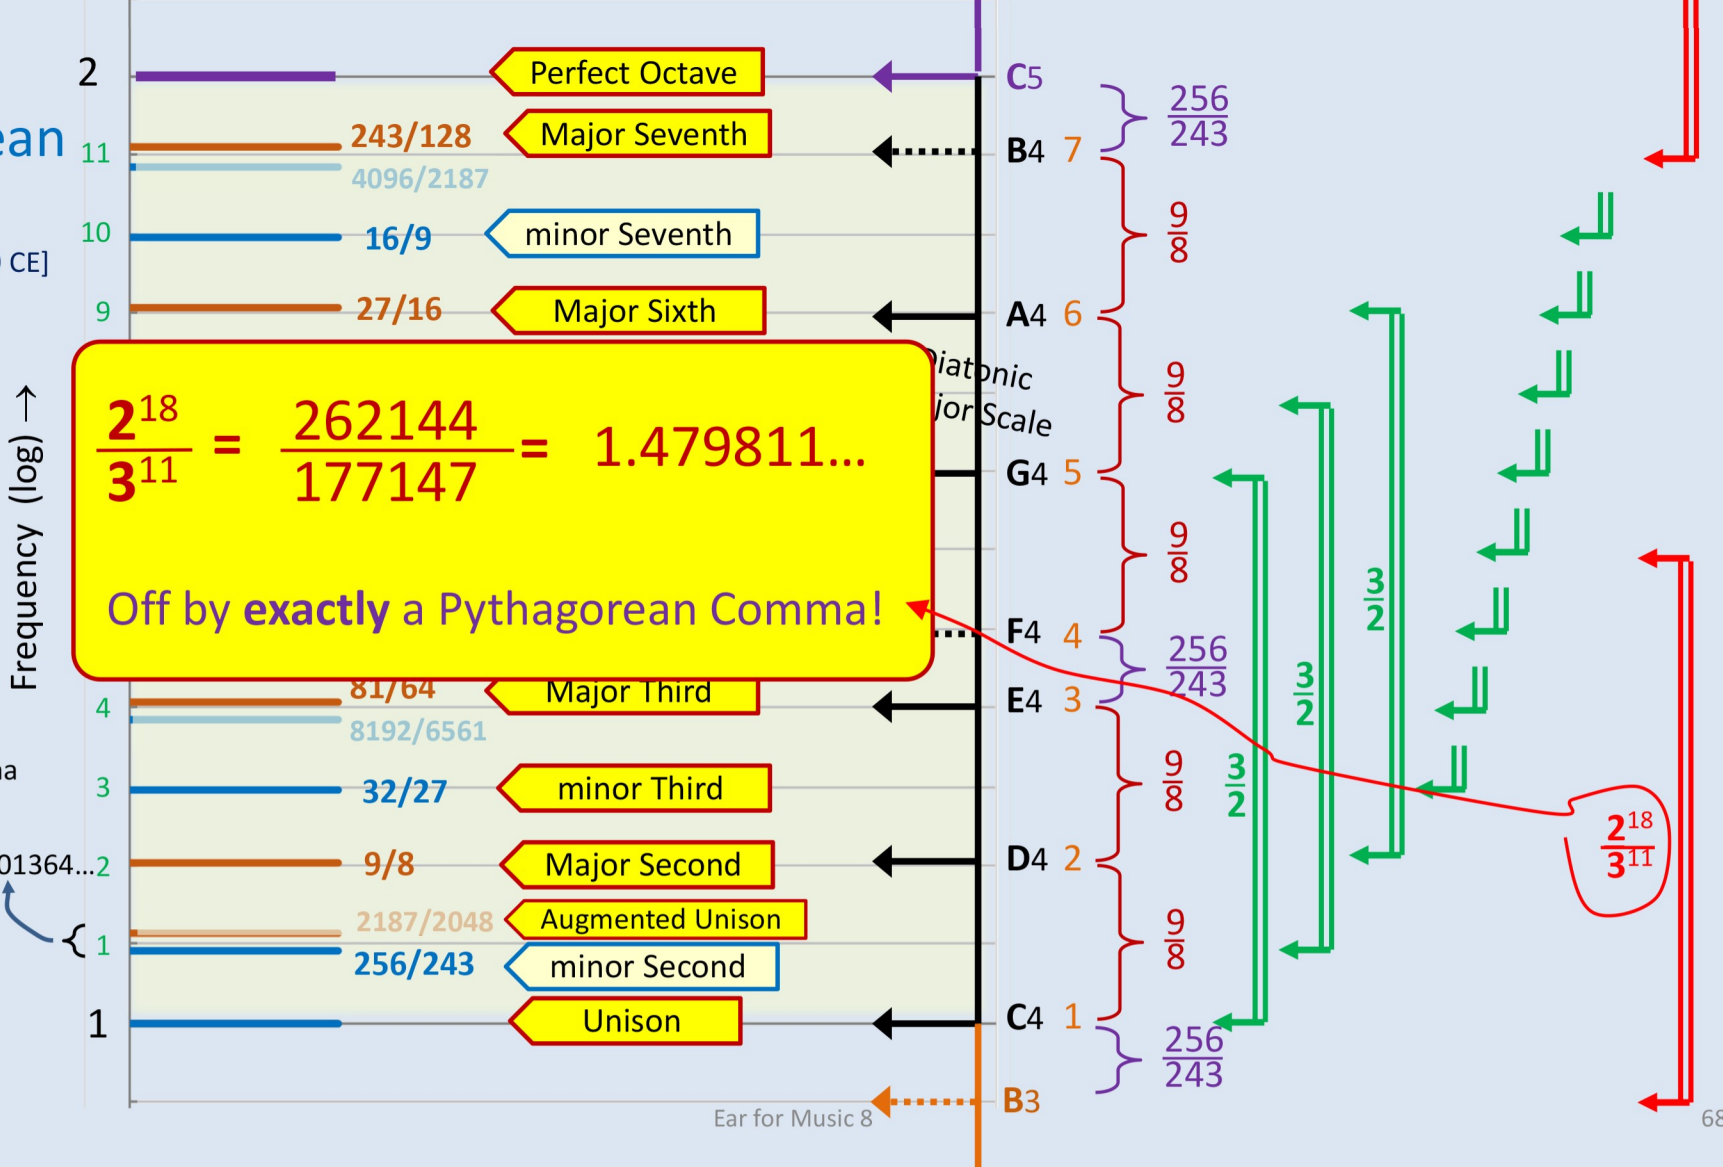 2
Perfect Octave
C5
256
243
ean
11
243/128
Major Seventh
B4 7
4096/2187
10
16/9
minor Seventh
9
8
CE]
9
27/16
Major Sixth
A4 6
Diatonic
jor Scale
9
8
2^18
3^11
=
262144
177147
=
1.479811...
G4 5
Frequency (log) →
9
8
Off by exactly a Pythagorean Comma!
F4 4
256
243
3
2
4
81/64
Major Third
E4 3
8192/6561
3
2
3
32/27
minor Third
9
8
3
2
2^18
3^11
01364...
2
9/8
Major Second
D4 2
2187/2048
Augmented Unison
1
256/243
minor Second
9
8
1
Unison
C4 1
256
243
B3
Ear for Music 8
68